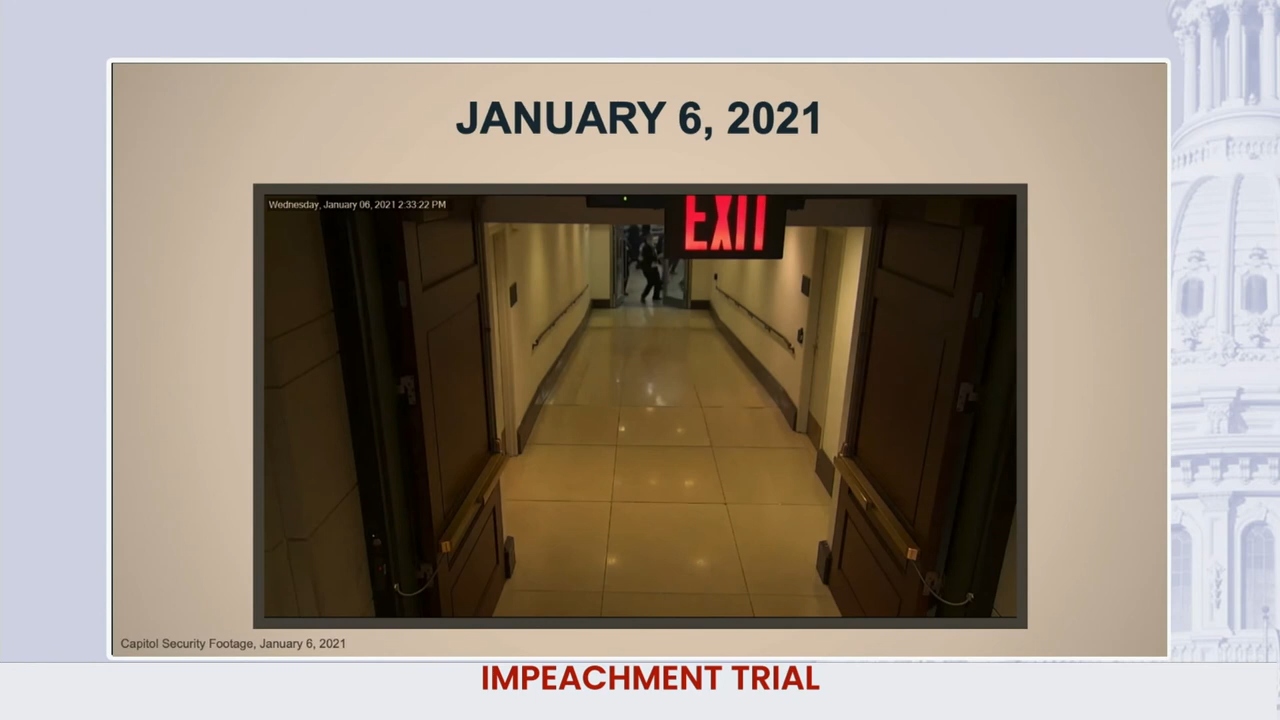 JANUARY 6, 2021
Wednesday, January 06, 2021 2:33:22 PM
EXIT
Capitol Security Footage, January 6, 2021
IMPEACHMENT TRIAL